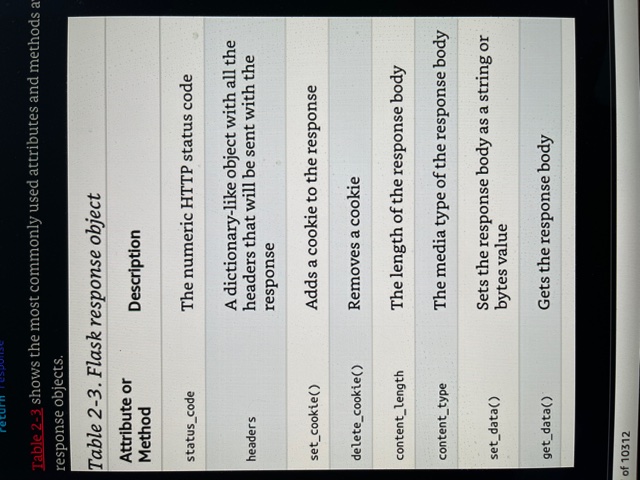 return response
Table 2-3 shows the most commonly used attributes and methods
response objects.
Table 2-3. Flask response object
Attribute or Method
Description
status_code
The numeric HTTP status code
headers
A dictionary-like object with all the
headers that will be sent with the
response
set_cookie()
Adds a cookie to the response
delete_cookie()
Removes a cookie
content_length
The length of the response body
content_type
The media type of the response body
set_data()
Sets the response body as a string or
bytes value
get_data()
Gets the response body
of 10312